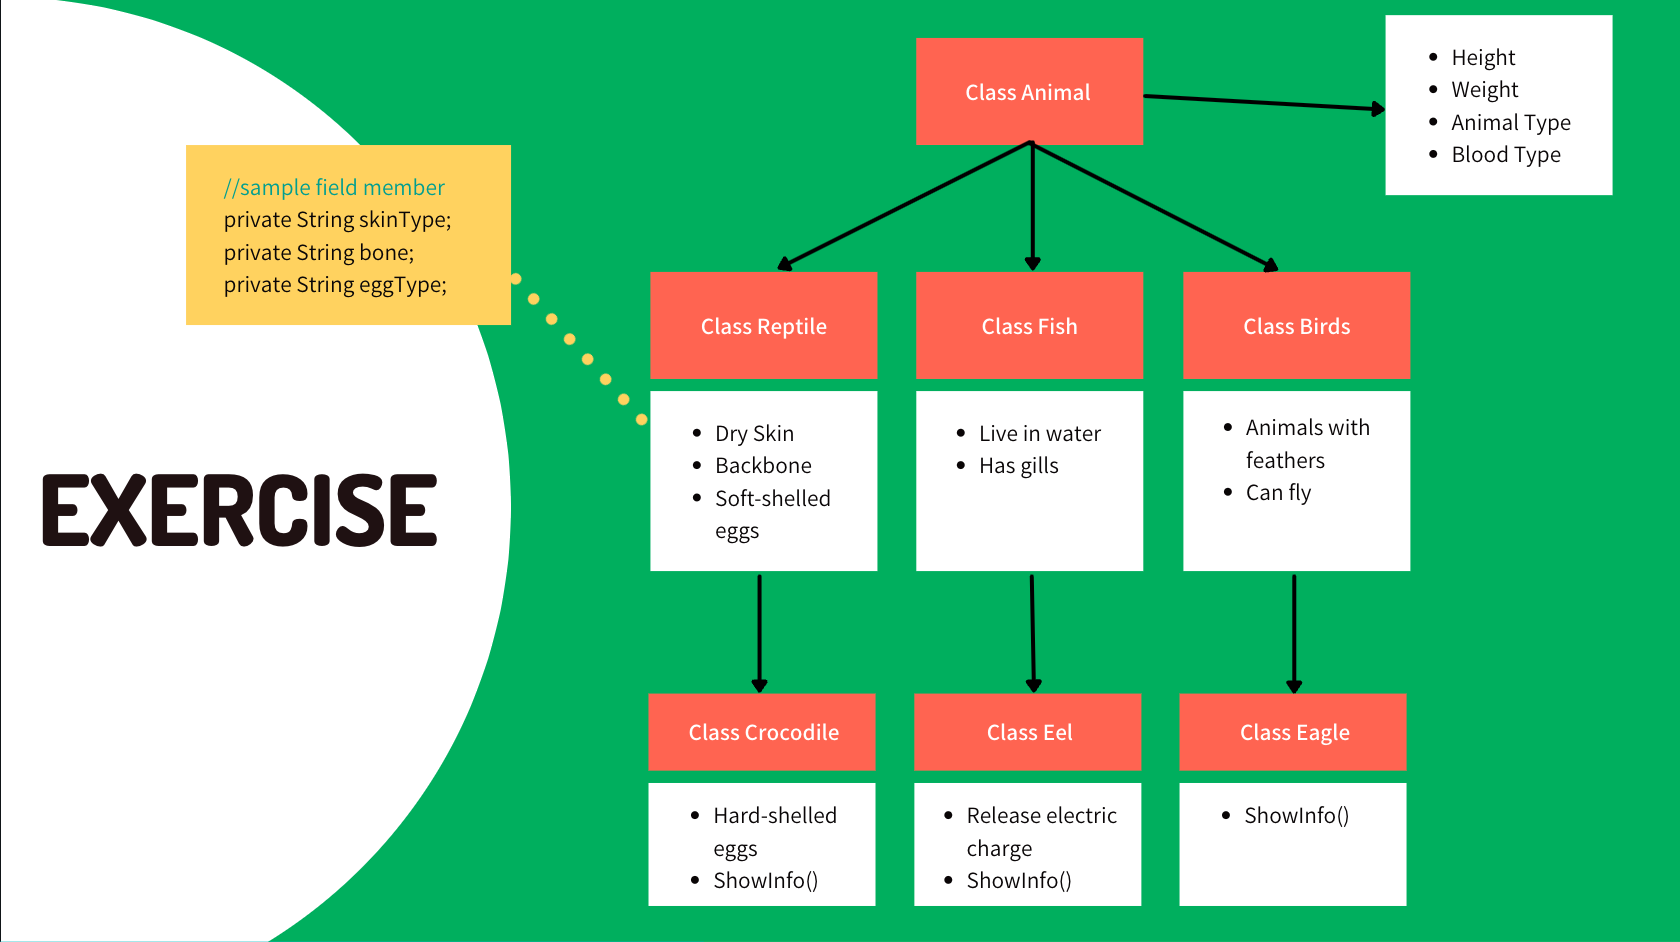 Class Animal
• Height
• Weight
• Animal Type
• Blood Type
//sample field member
private String skinType;
private String bone;
private String eggType;
EXERCISE
Class Reptile
• Dry Skin
• Backbone
• Soft-shelled
eggs
Class Fish
• Live in water
• Has gills
Class Birds
• Animals with
feathers
• Can fly
Class Crocodile
• Hard-shelled
eggs
• ShowInfo()
Class Eel
• Release electric
charge
• ShowInfo()
Class Eagle
• ShowInfo()